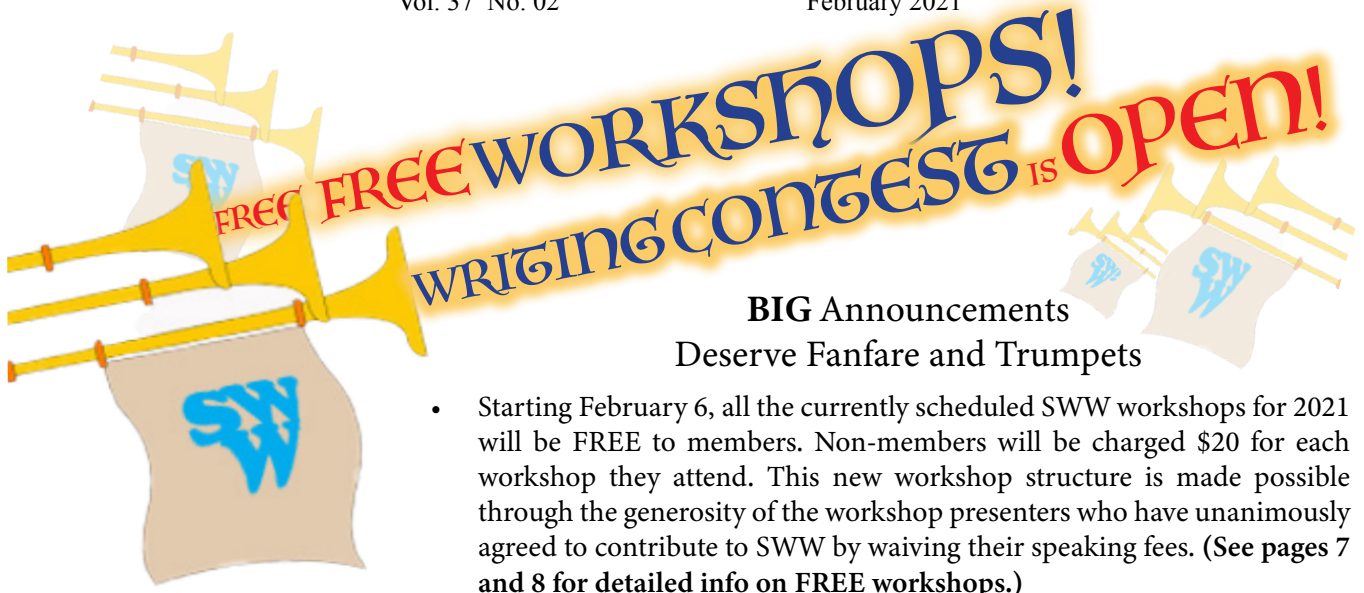 Vol. 37 No. 02 February 2021
FREE FREE WORKSHOPS!
WRITING CONTEST IS OPEN!
SWW
SWW
SWW
SWW
BIG Announcements
Deserve Fanfare and Trumpets
• Starting February 6, all the currently scheduled SWW workshops for 2021
will be FREE to members. Non-members will be charged $20 for each
workshop they attend. This new workshop structure is made possible
through the generosity of the workshop presenters who have unanimously
agreed to contribute to SWW by waiving their speaking fees. (See pages 7
and 8 for detailed info on FREE workshops.)